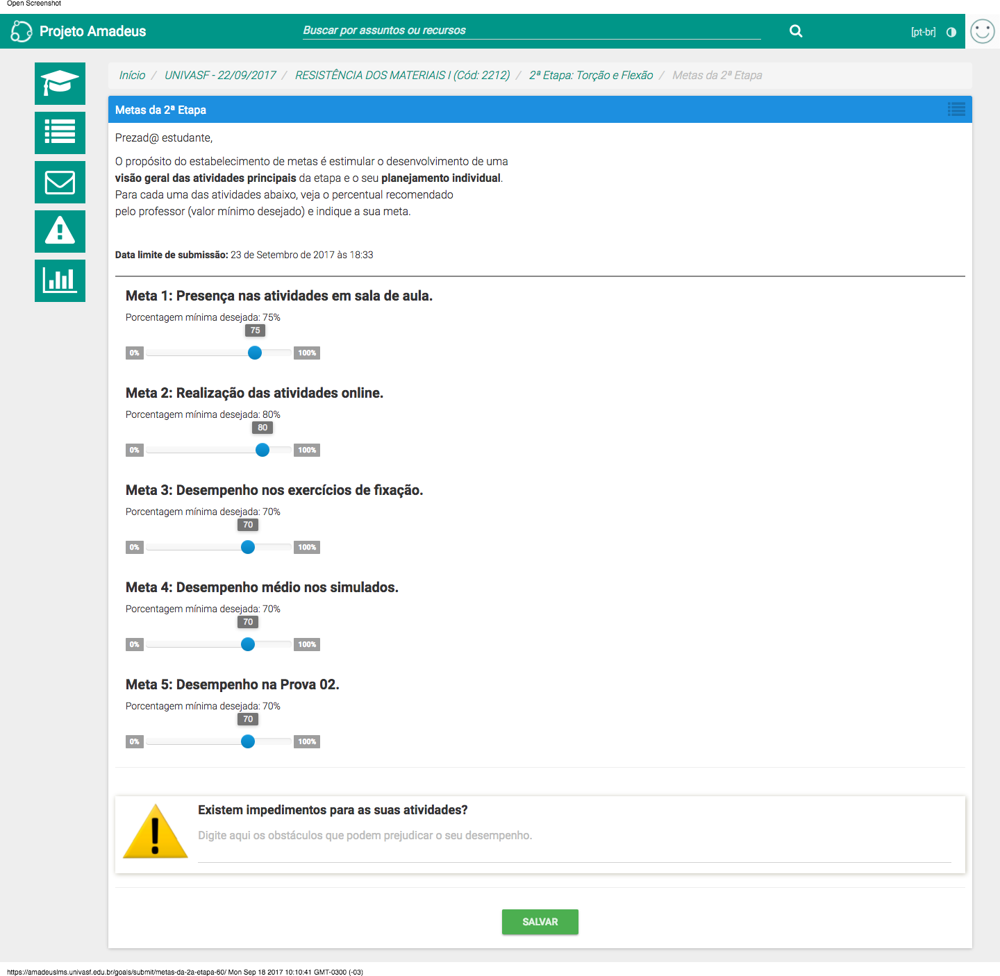 Open Screenshot
Projeto Amadeus
Buscar por assuntos ou recursos
[pt-br]
Início / UNIVASF - 22/09/2017 / RESISTÊNCIA DOS MATERIAIS I (Cód: 2212) / 2ª Etapa: Torção e Flexão / Metas da 2ª Etapa
Metas da 2ª Etapa
Prezad@ estudante,
O propósito do estabelecimento de metas é estimular o desenvolvimento de uma
visão geral das atividades principais da etapa e o seu planejamento individual.
Para cada uma das atividades abaixo, veja o percentual recomendado
pelo professor (valor mínimo desejado) e indique a sua meta.
Data limite de submissão: 23 de Setembro de 2017 às 18:33
Meta 1: Presença nas atividades em sala de aula.
Porcentagem mínima desejada: 75%
75
0% 100%
Meta 2: Realização das atividades online.
Porcentagem mínima desejada: 80%
80
0% 100%
Meta 3: Desempenho nos exercícios de fixação.
Porcentagem mínima desejada: 70%
70
0% 100%
Meta 4: Desempenho médio nos simulados.
Porcentagem mínima desejada: 70%
70
0% 100%
Meta 5: Desempenho na Prova 02.
Porcentagem mínima desejada: 70%
70
0% 100%
Existem impedimentos para as suas atividades?
Digite aqui os obstáculos que podem prejudicar o seu desempenho.
SALVAR
https://amadeuslms.univasf.edu.br/goals/submit/metas-da-2a-etapa-60/ Mon Sep 18 2017 10:10:41 GMT-0300 (-03)